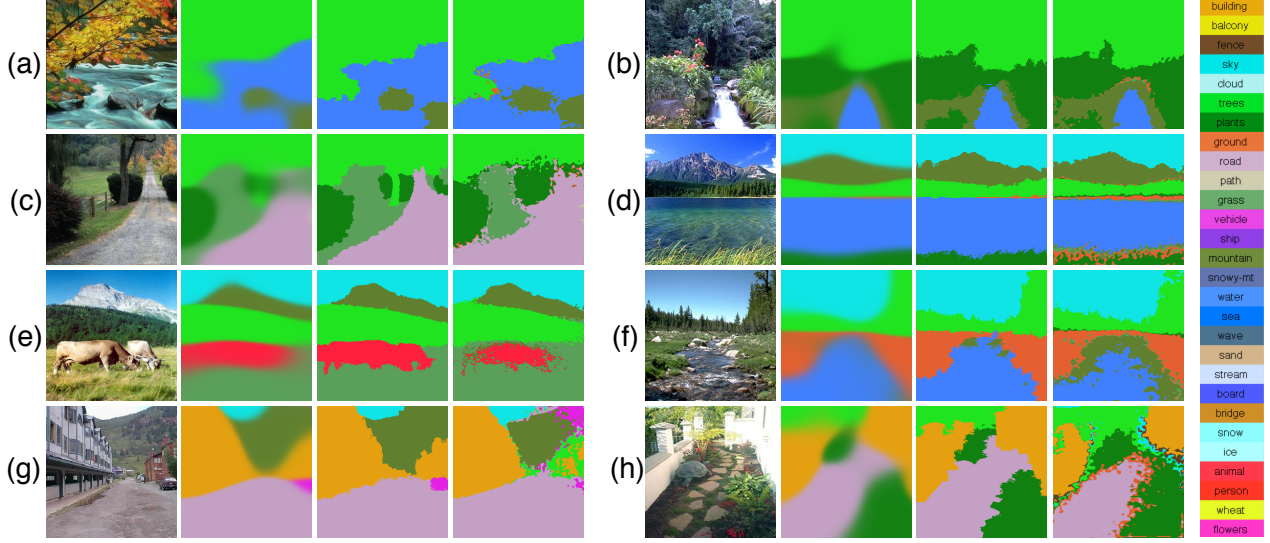 (a)
(b)
(c)
(d)
(e)
(f)
(g)
(h)
building
balcony
fence
sky
cloud
trees
plants
ground
road
path
grass
vehicle
ship
mountain
snowy-mt
water
sea
wave
sand
stream
board
bridge
snow
ice
animal
person
wheat
flowers